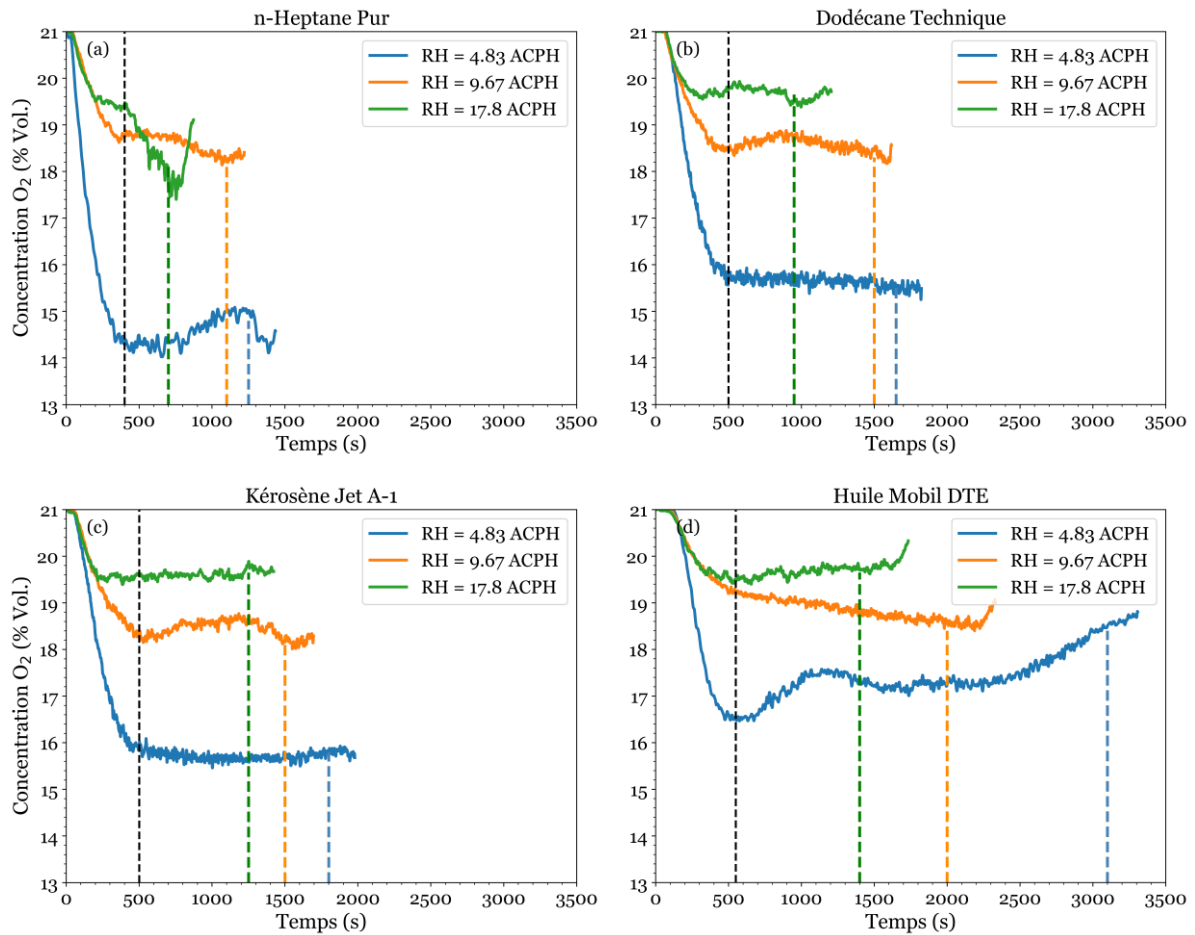 n-Heptane Pur
(a)
RH = 4.83 ACPH
RH = 9.67 ACPH
RH = 17.8 ACPH
Concentration O₂ (% Vol.)
21
20
19
18
17
16
15
14
13
0 500 1000 1500 2000 2500 3000 3500
Temps (s)
Dodécane Technique
(b)
RH = 4.83 ACPH
RH = 9.67 ACPH
RH = 17.8 ACPH
21
20
19
18
17
16
15
14
13
0 500 1000 1500 2000 2500 3000 3500
Temps (s)
Kérosène Jet A-1
(c)
RH = 4.83 ACPH
RH = 9.67 ACPH
RH = 17.8 ACPH
Concentration O₂ (% Vol.)
21
20
19
18
17
16
15
14
13
0 500 1000 1500 2000 2500 3000 3500
Temps (s)
Huile Mobil DTE
(d)
RH = 4.83 ACPH
RH = 9.67 ACPH
RH = 17.8 ACPH
21
20
19
18
17
16
15
14
13
0 500 1000 1500 2000 2500 3000 3500
Temps (s)